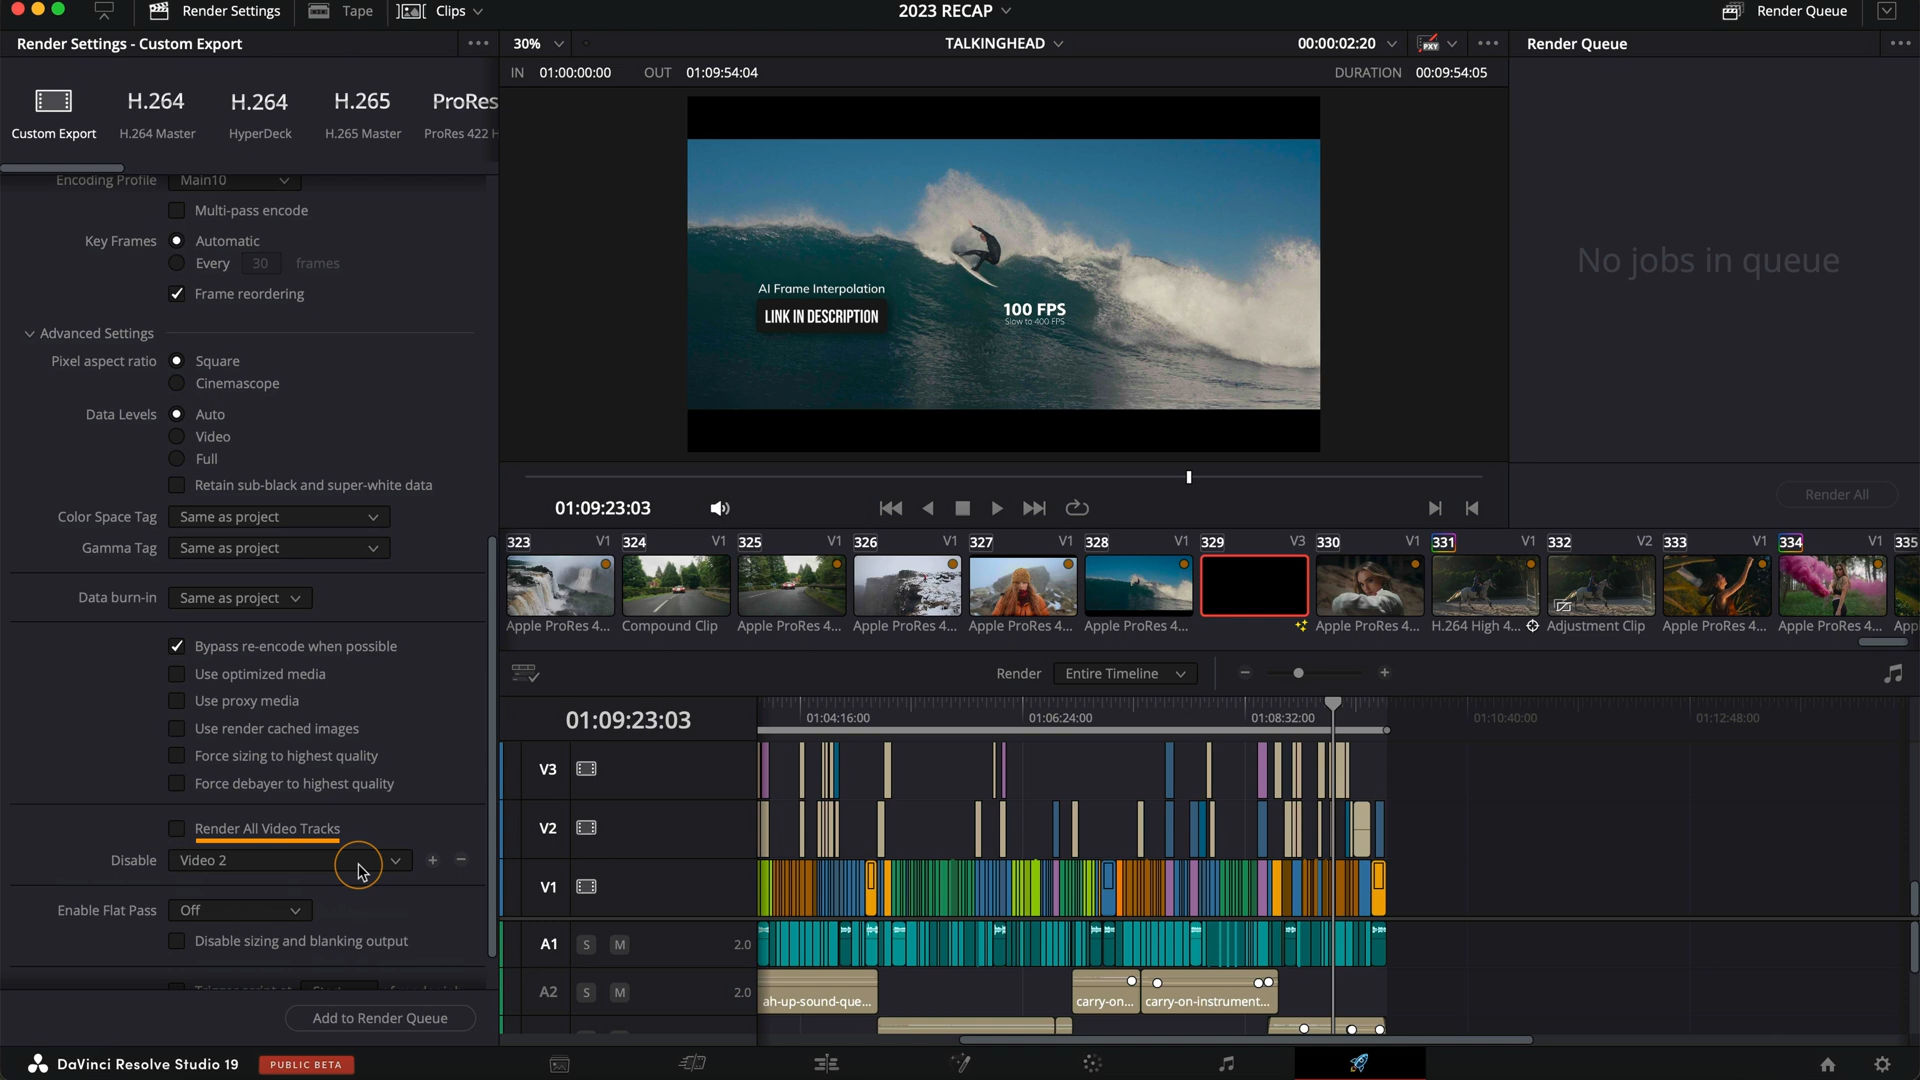 Render Settings
Tape
Clips
2023 RECAP
Render Queue
Render Settings - Custom Export
30%
TALKINGHEAD
00:00:02:20
PXY
Render Queue
IN 01:00:00:00 OUT 01:09:54:04
DURATION 00:09:54:05
H.264 H.264 H.265 ProRes
Custom Export H.264 Master HyperDeck H.265 Master ProRes 422 H
Encoding Profile Main10
Multi-pass encode
Key Frames Automatic
Every 30 frames
Frame reordering
Advanced Settings
Pixel aspect ratio Square
Cinemascope
Data Levels Auto
Video
Full
Retain sub-black and super-white data
Color Space Tag Same as project
Gamma Tag Same as project
Data burn-in Same as project
Bypass re-encode when possible
Use optimized media
Use proxy media
Use render cached images
Force sizing to highest quality
Force debayer to highest quality
Render All Video Tracks
Disable Video 2
Enable Flat Pass Off
Disable sizing and blanking output
Add to Render Queue
AI Frame Interpolation
LINK IN DESCRIPTION
100 FPS
Slow to 400 FPS
No jobs in queue
Render All
01:09:23:03
323 V1 324 V1 325 V1 326 V1 327 V1 328 V1 329 V3 330 V1 331 V1 332 V2 333 V1 334 V1 335
Apple ProRes 4... Compound Clip Apple ProRes 4... Apple ProRes 4... Apple ProRes 4... Apple ProRes 4... Apple ProRes 4... H.264 High 4... Adjustment Clip Apple ProRes 4... Apple ProRes 4... App
Render Entire Timeline
01:09:23:03
01:04:16:00 01:06:24:00 01:08:32:00 01:10:40:00 01:12:48:00
V3
V2
V1
A1 S M 2.0
A2 S M 2.0
ah-up-sound-que... carry-on... carry-on-instrument...
DaVinci Resolve Studio 19 PUBLIC BETA